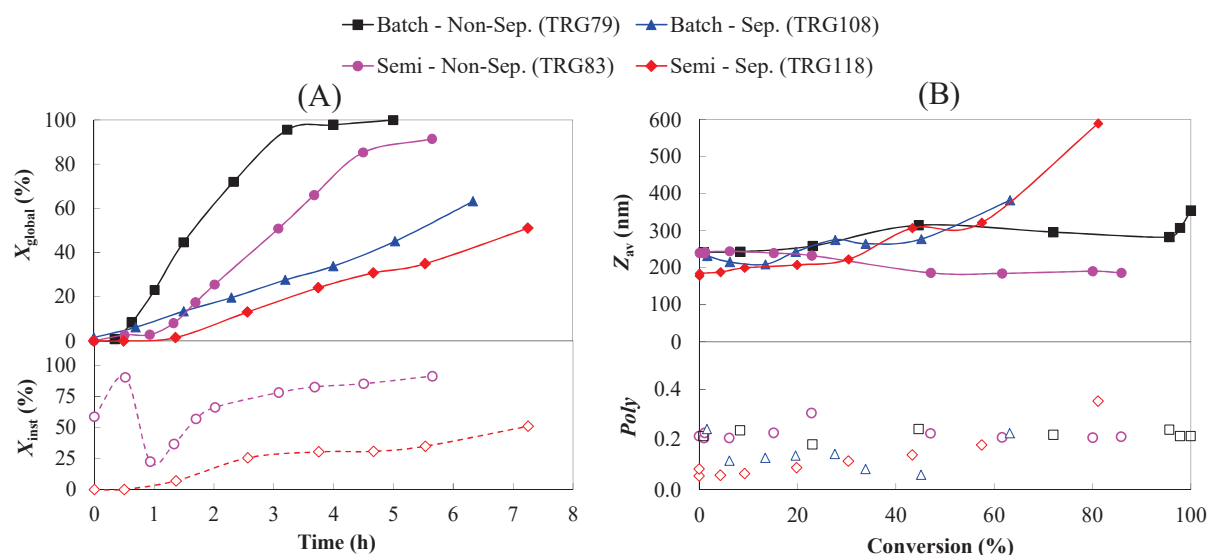 Batch - Non-Sep. (TRG79) Batch - Sep. (TRG108)
Semi - Non-Sep. (TRG83) Semi - Sep. (TRG118)
(A)
X global (%)
100
80
60
40
20
0
X inst (%)
100
75
50
25
0
0 1 2 3 4 5 6 7 8
Time (h)
(B)
Z av (nm)
600
500
400
300
200
100
0
Poly
0.4
0.2
0.0
0 20 40 60 80 100
Conversion (%)